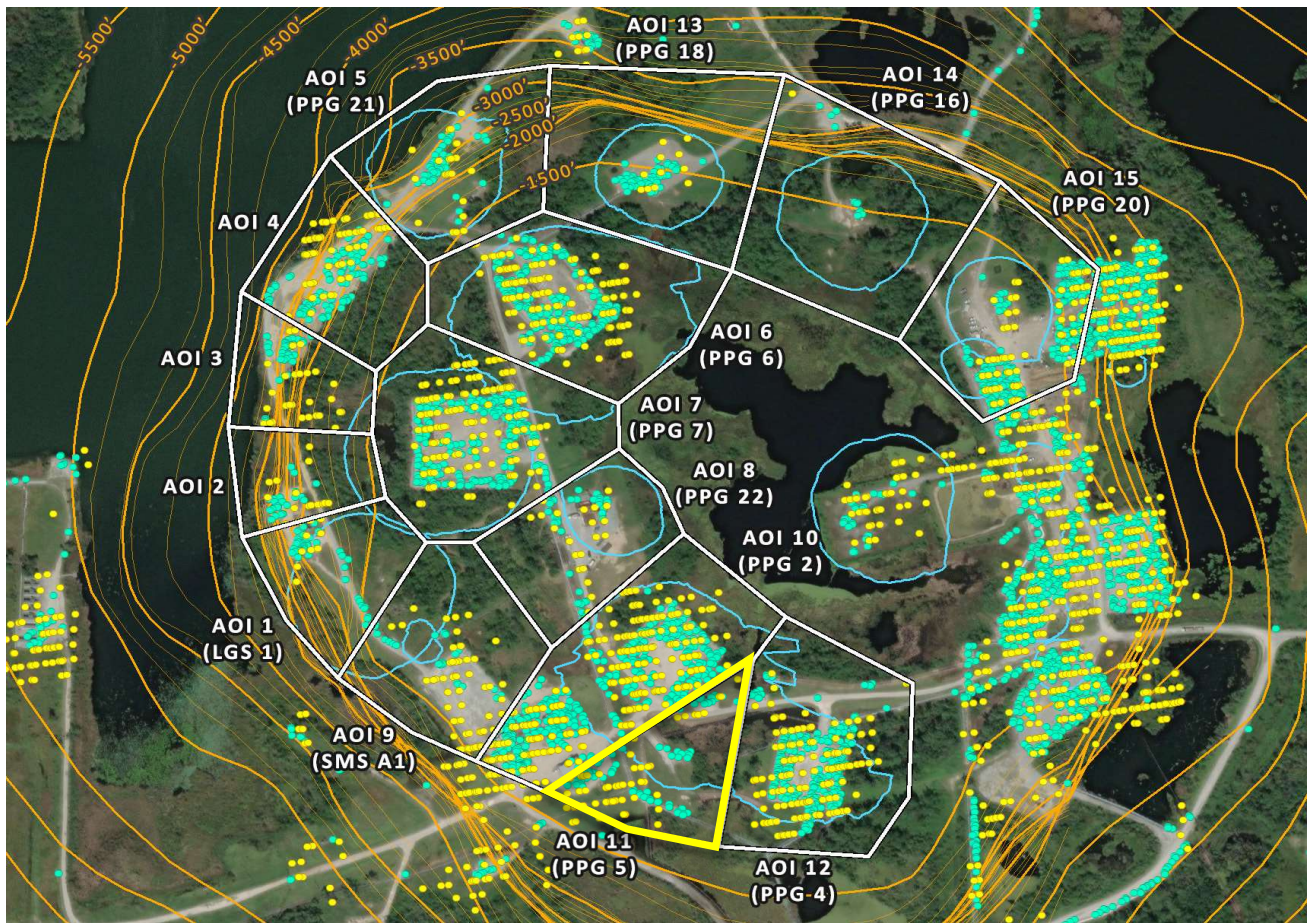 -5500'
-5000'
-4500'
-4000'
-3500'
-3000'
-2500'
-2000'
-1500'
AOI 13
(PPG 18)
AOI 14
(PPG 16)
AOI 5
(PPG 21)
AOI 15
(PPG 20)
AOI 4
AOI 3
AOI 6
(PPG 6)
AOI 7
(PPG 7)
AOI 2
AOI 8
(PPG 22)
AOI 10
(PPG 2)
AOI 1
(LGS 1)
AOI 9
(SMS A1)
AOI 11
(PPG 5)
AOI 12
(PPG 4)